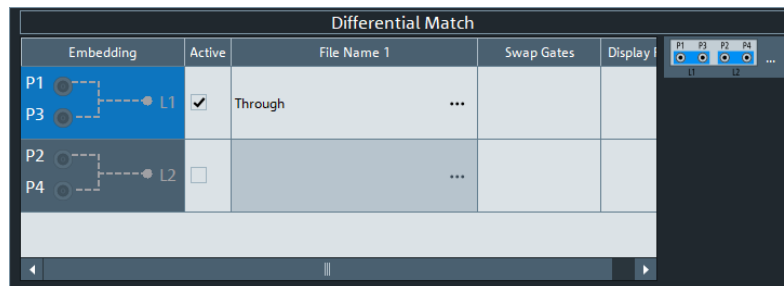 Differential Match
Embedding Active File Name 1 Swap Gates Display
P1 P3 P2 P4
...
L1 L2
P1
L1
P3
Through ...
P2
L2
P4
...